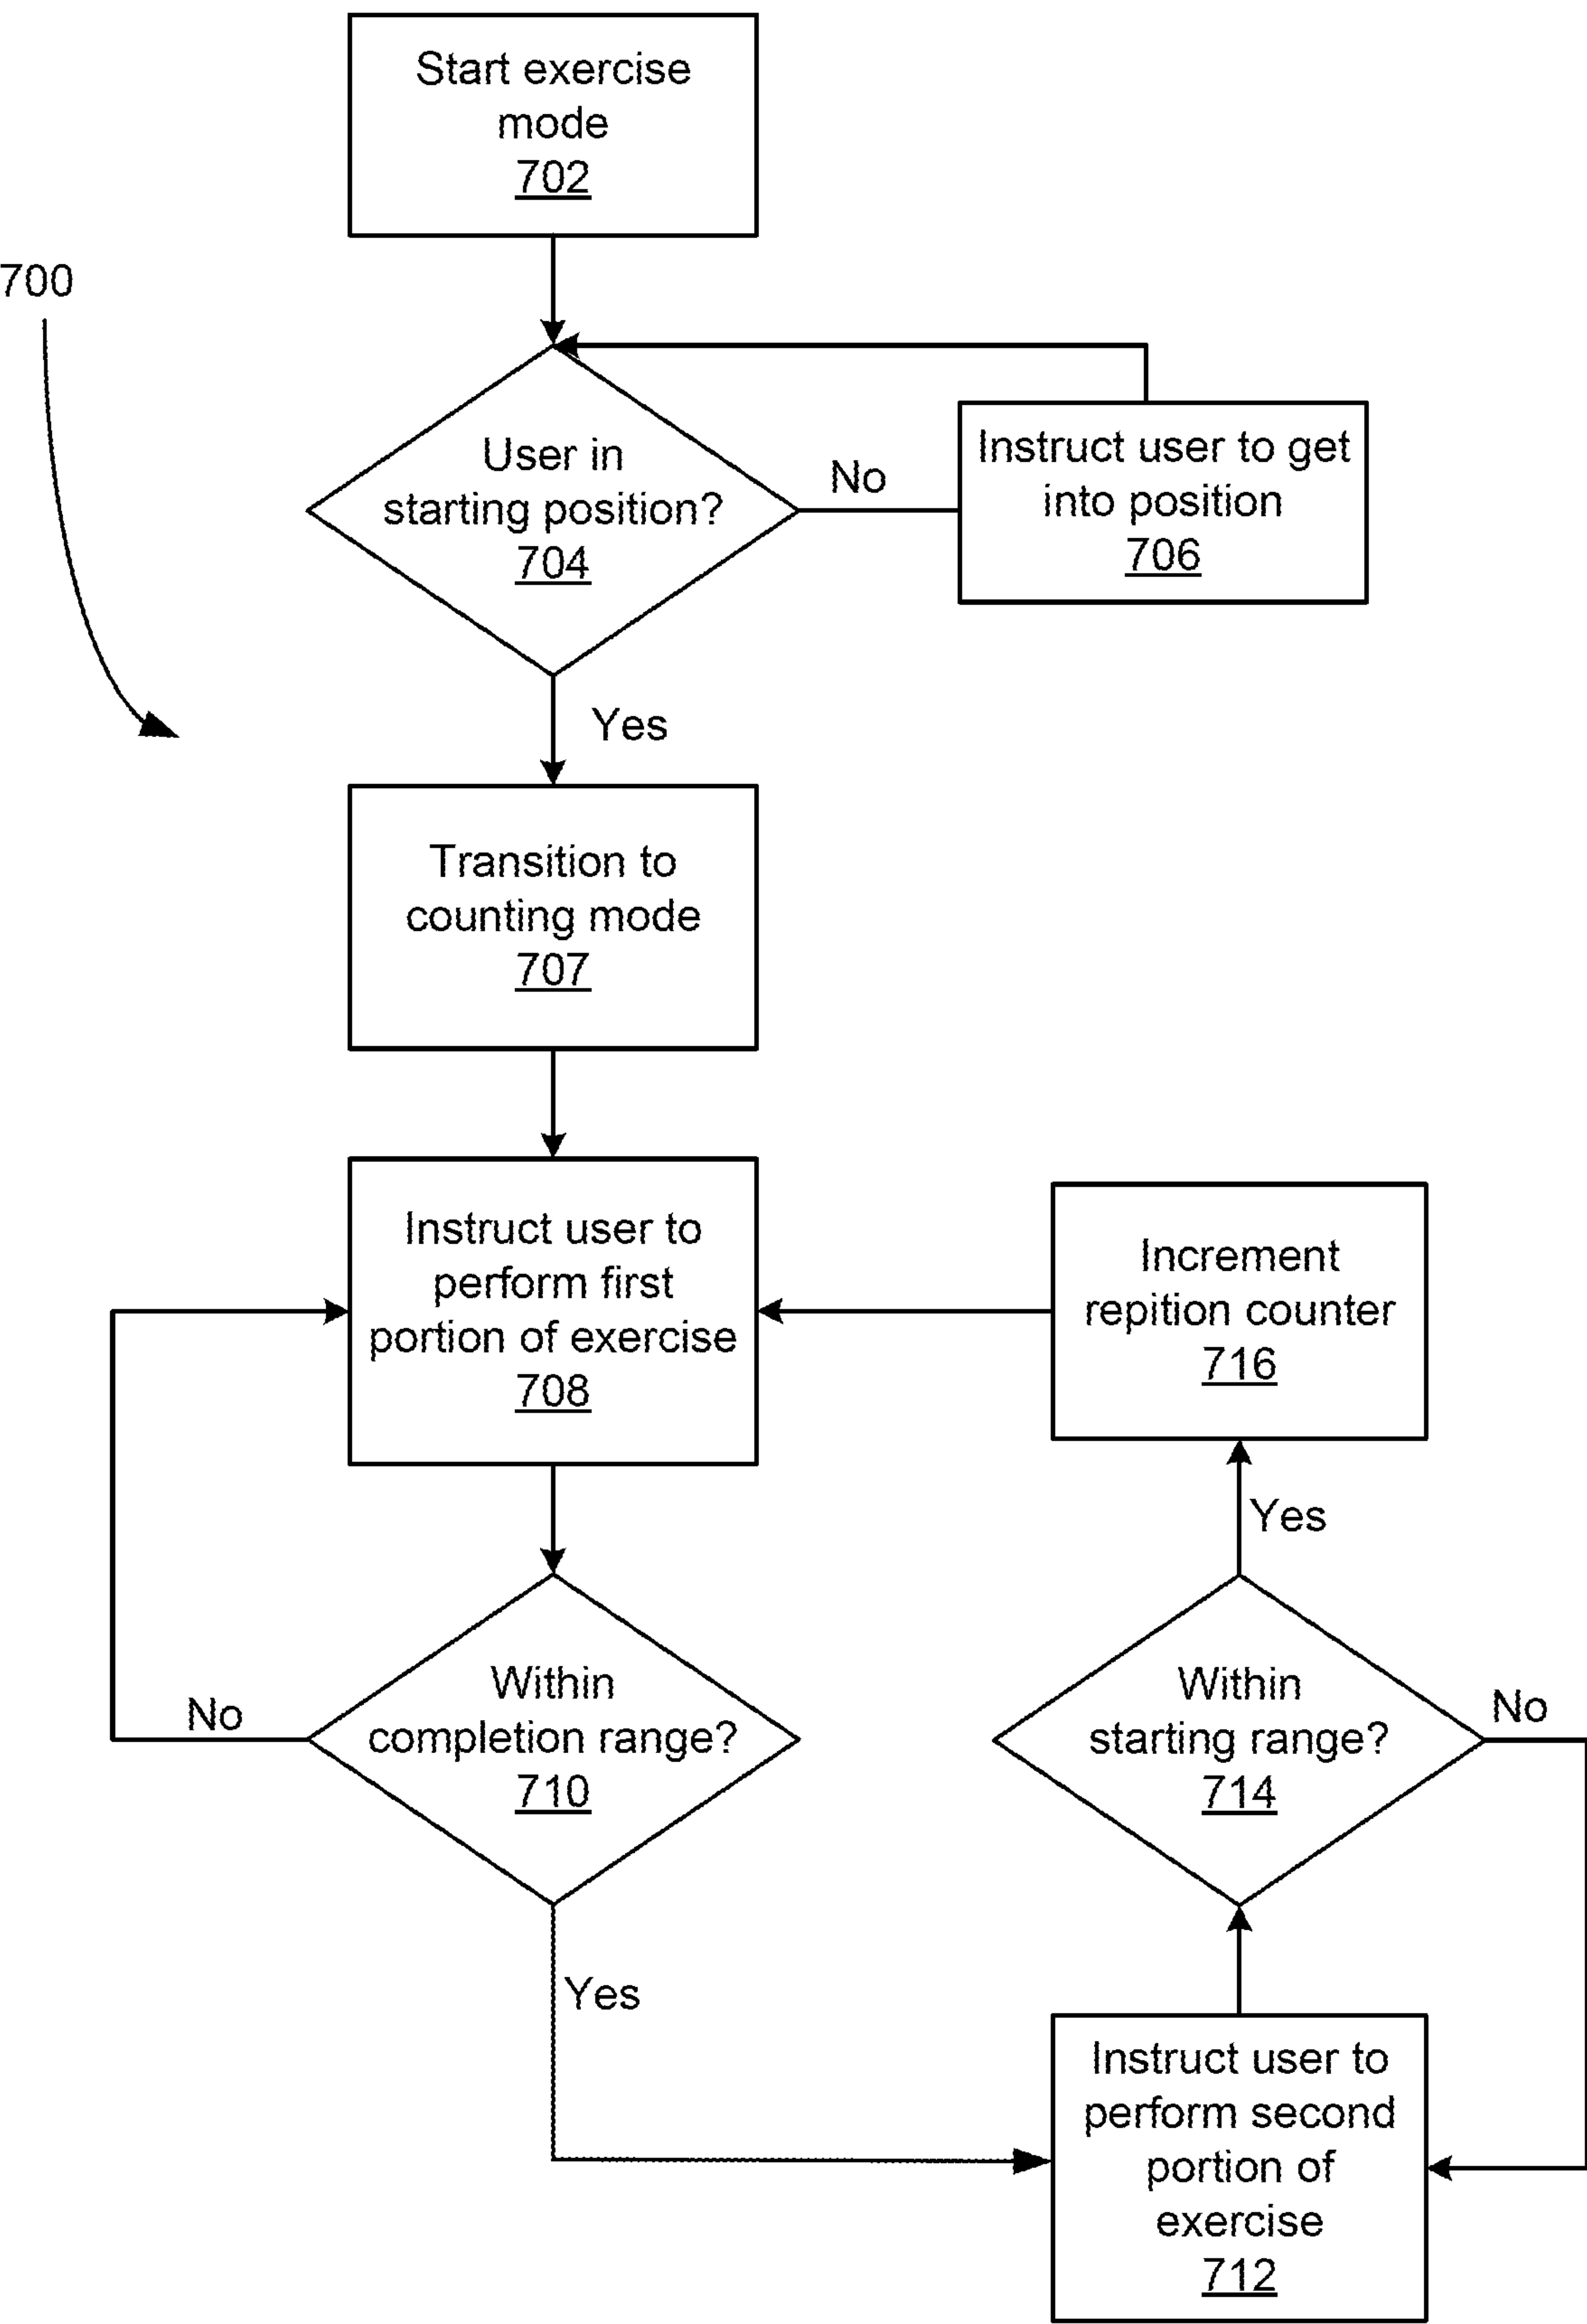 Start exercise
mode
702
700
User in
starting position?
704
No
Instruct user to get
into position
706
Yes
Transition to
counting mode
707
Instruct user to
perform first
portion of exercise
708
Increment
repition counter
716
Yes
Within
completion range?
710
No
Within
starting range?
714
No
Yes
Instruct user to
perform second
portion of
exercise
712